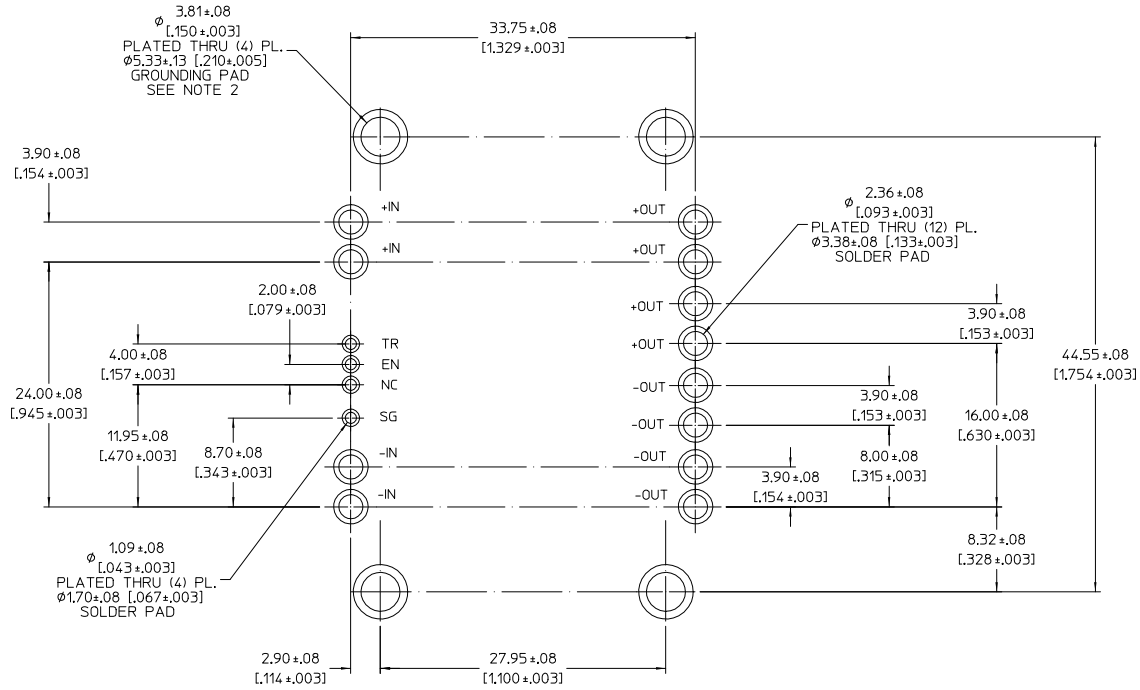 3.81±.08
ø [.150±.003]
PLATED THRU (4) PL.
ø5.33±.13 [.210±.005]
GROUNDING PAD
SEE NOTE 2
33.75±.08
[1.329±.003]
3.90±.08
[.154±.003]
+IN
+IN
2.00±.08
[.079±.003]
4.00±.08
[.157±.003]
TR
EN
NC
SG
24.00±.08
[.945±.003]
11.95±.08
[.470±.003]
8.70±.08
[.343±.003]
-IN
-IN
1.09±.08
ø [.043±.003]
PLATED THRU (4) PL.
ø1.70±.08 [.067±.003]
SOLDER PAD
2.90±.08
[.114±.003]
27.95±.08
[1.100±.003]
+OUT
+OUT
+OUT
+OUT
-OUT
-OUT
-OUT
-OUT
2.36±.08
ø [.093±.003]
PLATED THRU (12) PL.
ø3.38±.08 [.133±.003]
SOLDER PAD
3.90±.08
[.153±.003]
3.90±.08
[.153±.003]
3.90±.08
[.154±.003]
8.00±.08
[.315±.003]
16.00±.08
[.630±.003]
44.55±.08
[1.754±.003]
8.32±.08
[.328±.003]